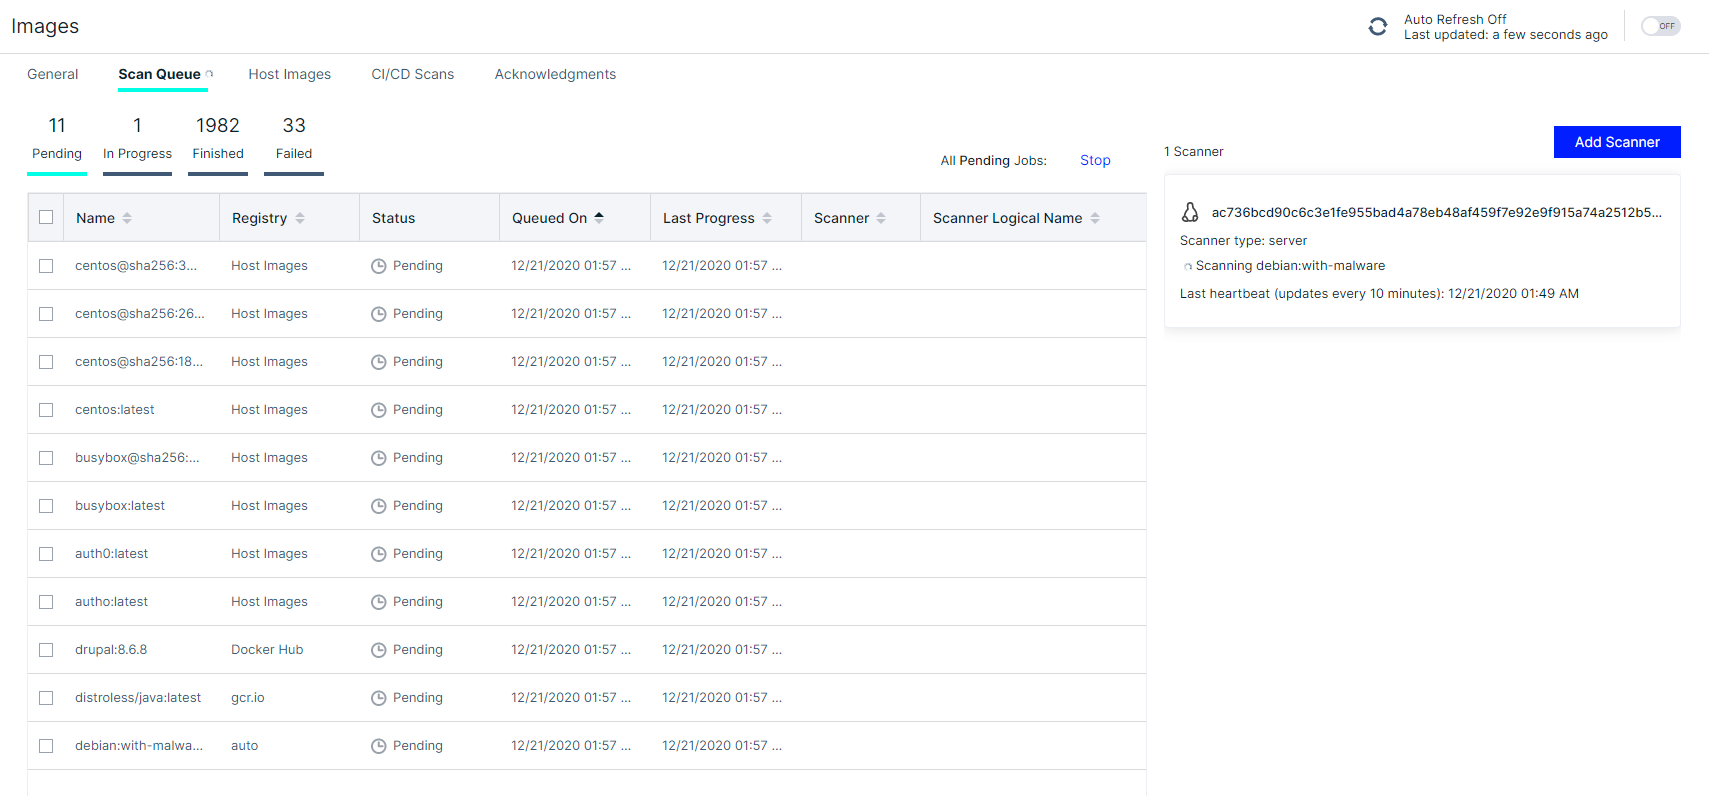 Images
Auto Refresh Off
Last updated: a few seconds ago
OFF
General Scan Queue Host Images CI/CD Scans Acknowledgments
11 1 1982 33
Pending In Progress Finished Failed
All Pending Jobs: Stop
1 Scanner
Add Scanner
Name Registry Status Queued On Last Progress Scanner Scanner Logical Name
centos@sha256:3... Host Images Pending 12/21/2020 01:57 ... 12/21/2020 01:57 ...
centos@sha256:26... Host Images Pending 12/21/2020 01:57 ... 12/21/2020 01:57 ...
centos@sha256:18... Host Images Pending 12/21/2020 01:57 ... 12/21/2020 01:57 ...
centos:latest Host Images Pending 12/21/2020 01:57 ... 12/21/2020 01:57 ...
busybox@sha256:... Host Images Pending 12/21/2020 01:57 ... 12/21/2020 01:57 ...
busybox:latest Host Images Pending 12/21/2020 01:57 ... 12/21/2020 01:57 ...
auth0:latest Host Images Pending 12/21/2020 01:57 ... 12/21/2020 01:57 ...
autho:latest Host Images Pending 12/21/2020 01:57 ... 12/21/2020 01:57 ...
drupal:8.6.8 Docker Hub Pending 12/21/2020 01:57 ... 12/21/2020 01:57 ...
distroless/java:latest gcr.io Pending 12/21/2020 01:57 ... 12/21/2020 01:57 ...
debian:with-malwa... auto Pending 12/21/2020 01:57 ... 12/21/2020 01:57 ...
ac736bcd90c6c3e1fe955bad4a78eb48af459f7e92e9f915a74a2512b5...
Scanner type: server
Scanning debian:with-malware
Last heartbeat (updates every 10 minutes): 12/21/2020 01:49 AM